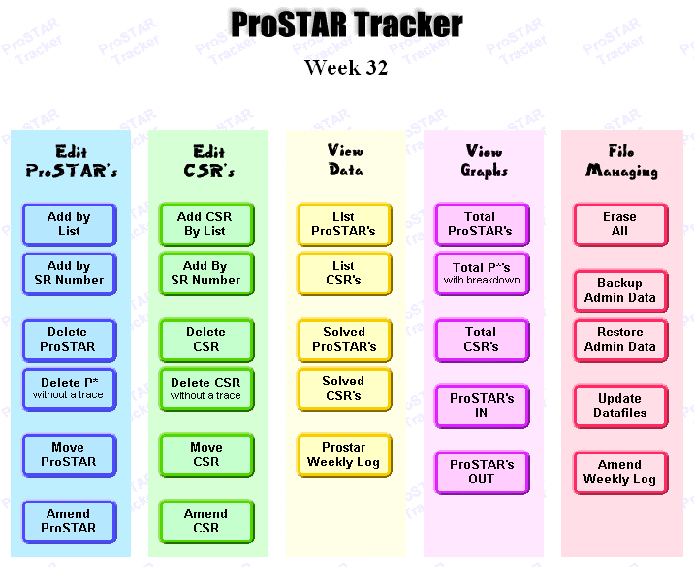 ProSTAR Tracker
Week 32
Edit
ProSTAR's
Add by
List
Add by
SR Number
Delete
ProSTAR
Delete P*
without a trace
Move
ProSTAR
Amend
ProSTAR
Edit
CSR's
Add CSR
By List
Add By
SR Number
Delete
CSR
Delete CSR
without a trace
Move
CSR
Amend
CSR
View
Data
List
ProSTAR's
List
CSR's
Solved
ProSTAR's
Solved
CSR's
Prostar
Weekly Log
View
Graphs
Total
ProSTAR's
Total P*'s
with breakdown
Total
CSR's
ProSTAR's
IN
ProSTAR's
OUT
File
Managing
Erase
All
Backup
Admin Data
Restore
Admin Data
Update
Datafiles
Amend
Weekly Log
ProSTAR
Tracker